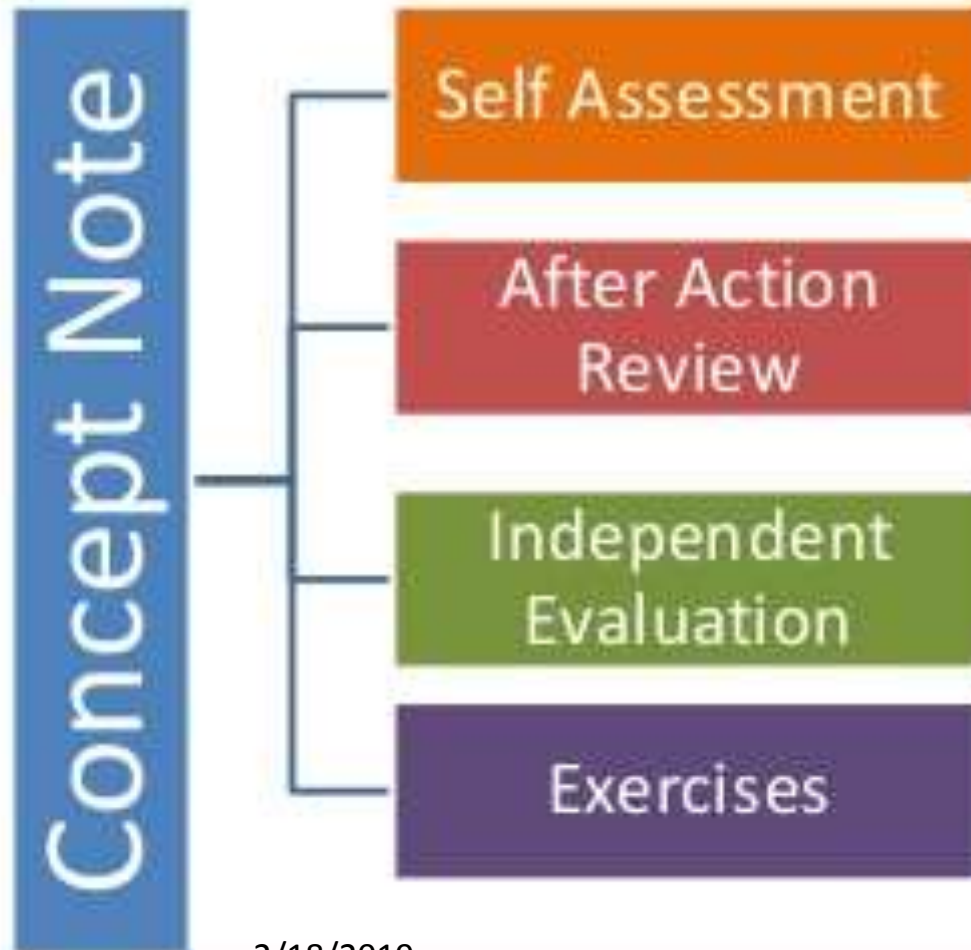 Concept Note
Self Assessment
After Action
Review
Independent
Evaluation
Exercises